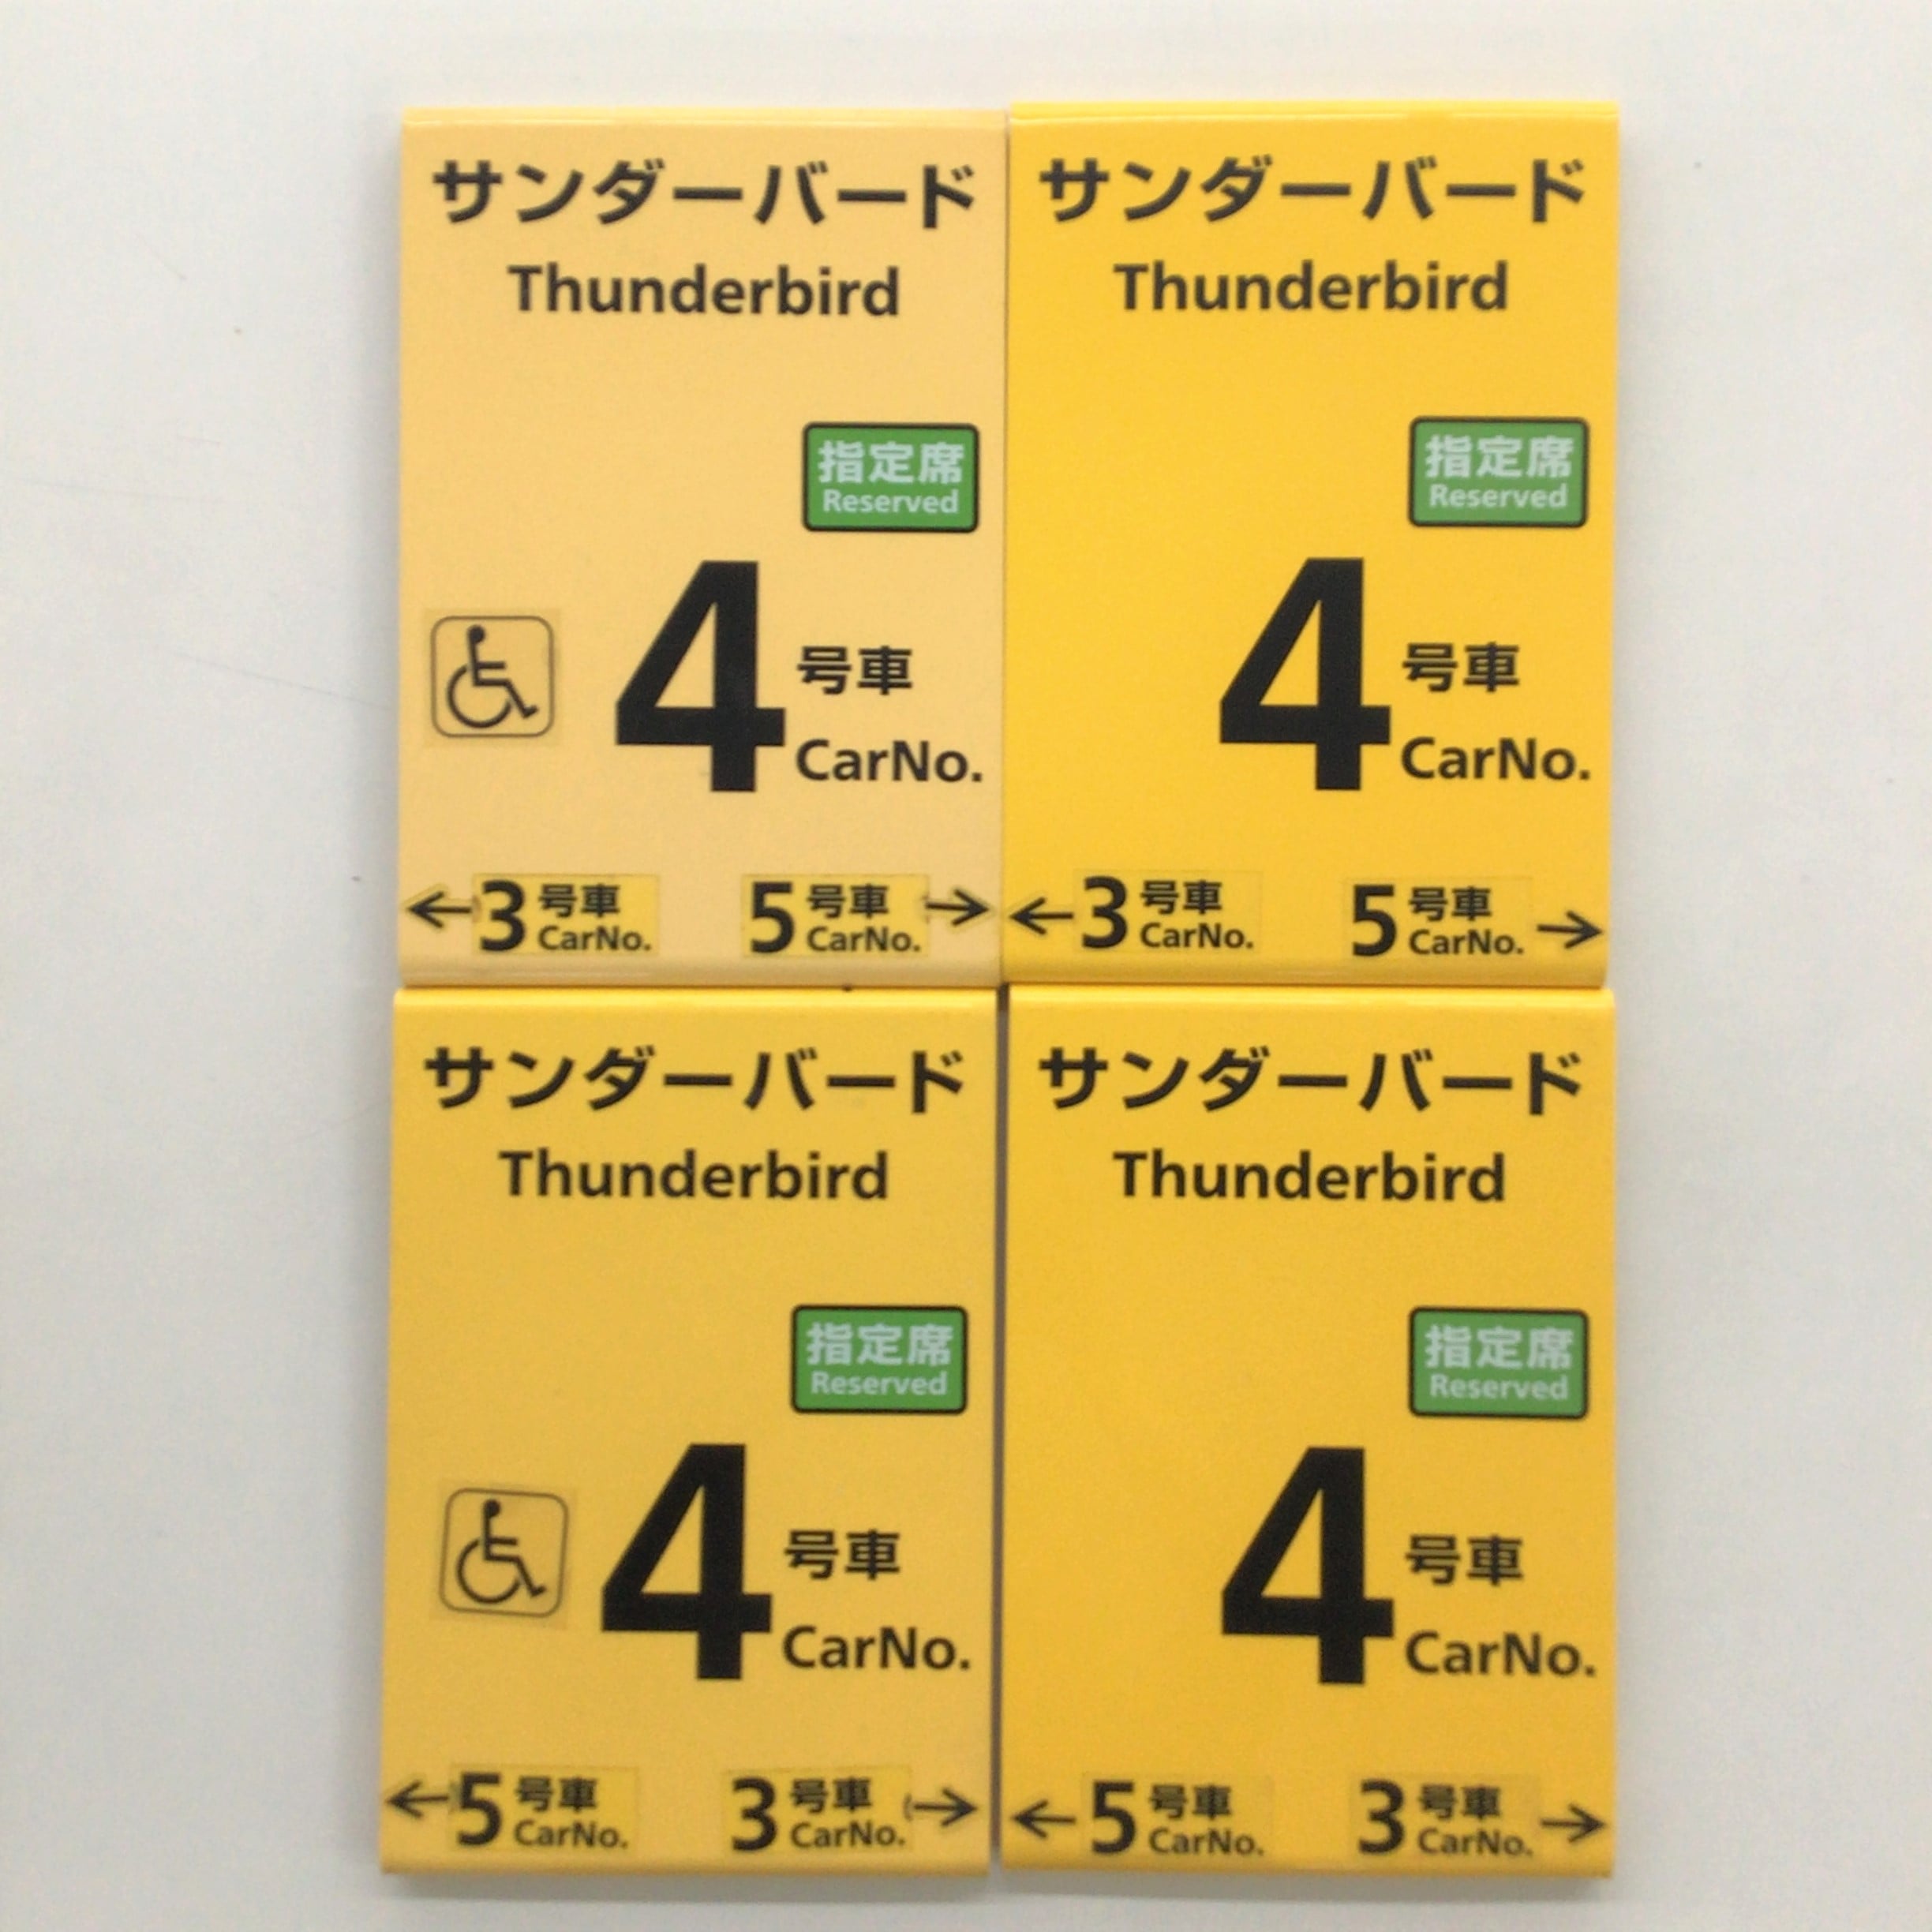 サンダーバード
Thunderbird
指定席
Reserved
4 号車
CarNo.
←3 号車 CarNo. 5 号車 CarNo. →
サンダーバード
Thunderbird
指定席
Reserved
4 号車
CarNo.
←3 号車 CarNo. 5 号車 CarNo. →
サンダーバード
Thunderbird
指定席
Reserved
4 号車
CarNo.
←5 号車 CarNo. 3 号車 CarNo. →
サンダーバード
Thunderbird
指定席
Reserved
4 号車
CarNo.
←5 号車 CarNo. 3 号車 CarNo. →